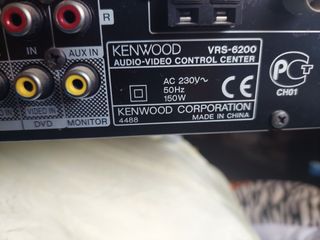 R
IN
AUX IN
KENWOOD VRS-6200
AUDIO-VIDEO CONTROL CENTER
AC 230V~
50Hz
150W
KENWOOD CORPORATION
4488 MADE IN CHINA
CH01
VIDEO IN
DVD
MONITOR